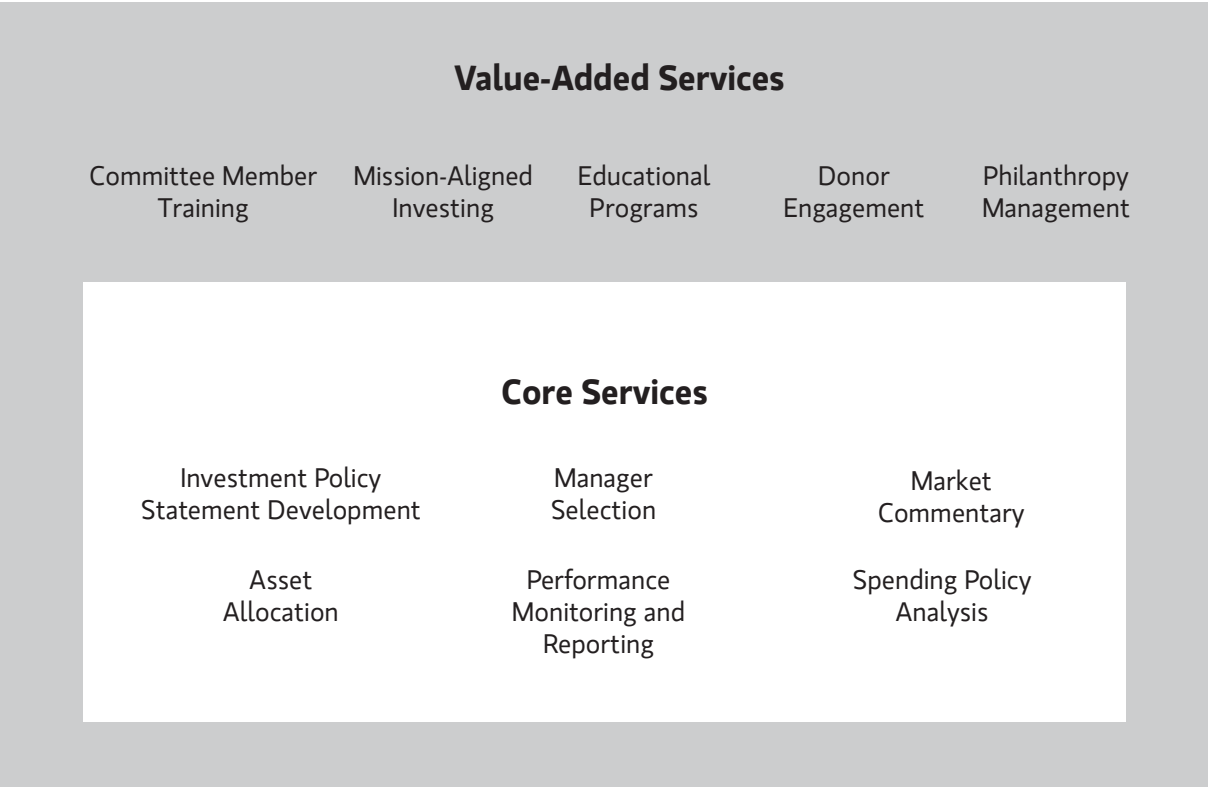 Value-Added Services
Committee Member
Training
Mission-Aligned
Investing
Educational
Programs
Donor
Engagement
Philanthropy
Management
Core Services
Investment Policy
Statement Development
Manager
Selection
Market
Commentary
Asset
Allocation
Performance
Monitoring and
Reporting
Spending Policy
Analysis